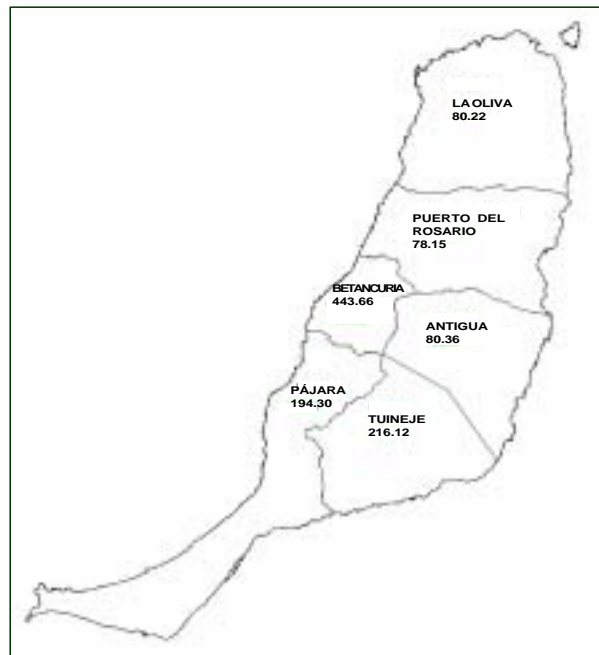 LA OLIVA
80.22
PUERTO DEL
ROSARIO
78.15
BETANCURIA
443.66
ANTIGUA
80.36
PÁJARA
194.30
TUINEJE
216.12